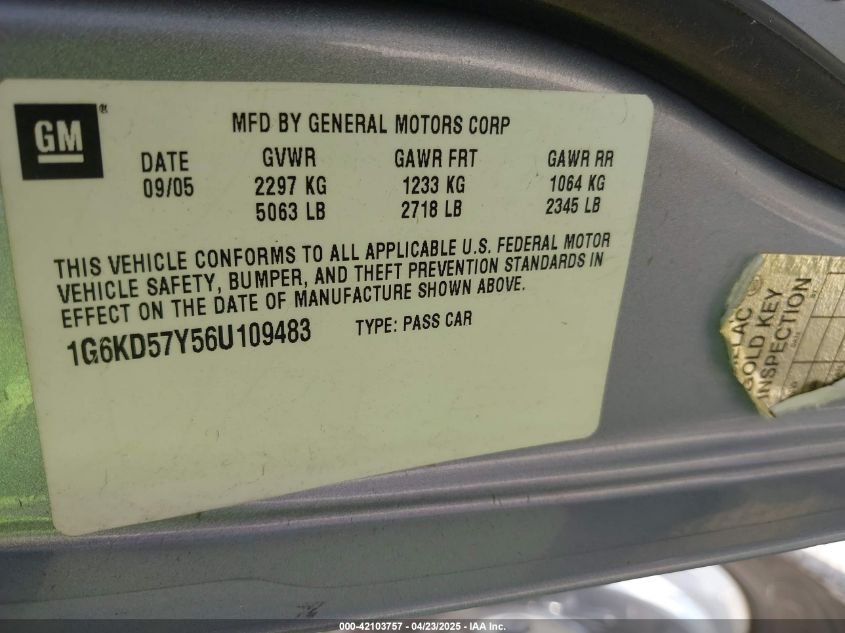 GM ®
MFD BY GENERAL MOTORS CORP
DATE GVWR GAWR FRT GAWR RR
09/05 2297 KG 1233 KG 1064 KG
5063 LB 2718 LB 2345 LB
THIS VEHICLE CONFORMS TO ALL APPLICABLE U.S. FEDERAL MOTOR
VEHICLE SAFETY, BUMPER, AND THEFT PREVENTION STANDARDS IN
EFFECT ON THE DATE OF MANUFACTURE SHOWN ABOVE.
1G6KD57Y56U109483 TYPE: PASS CAR
GOLD KEY
INSPECTION
000-42103757 - 04/23/2025 - IAA Inc.